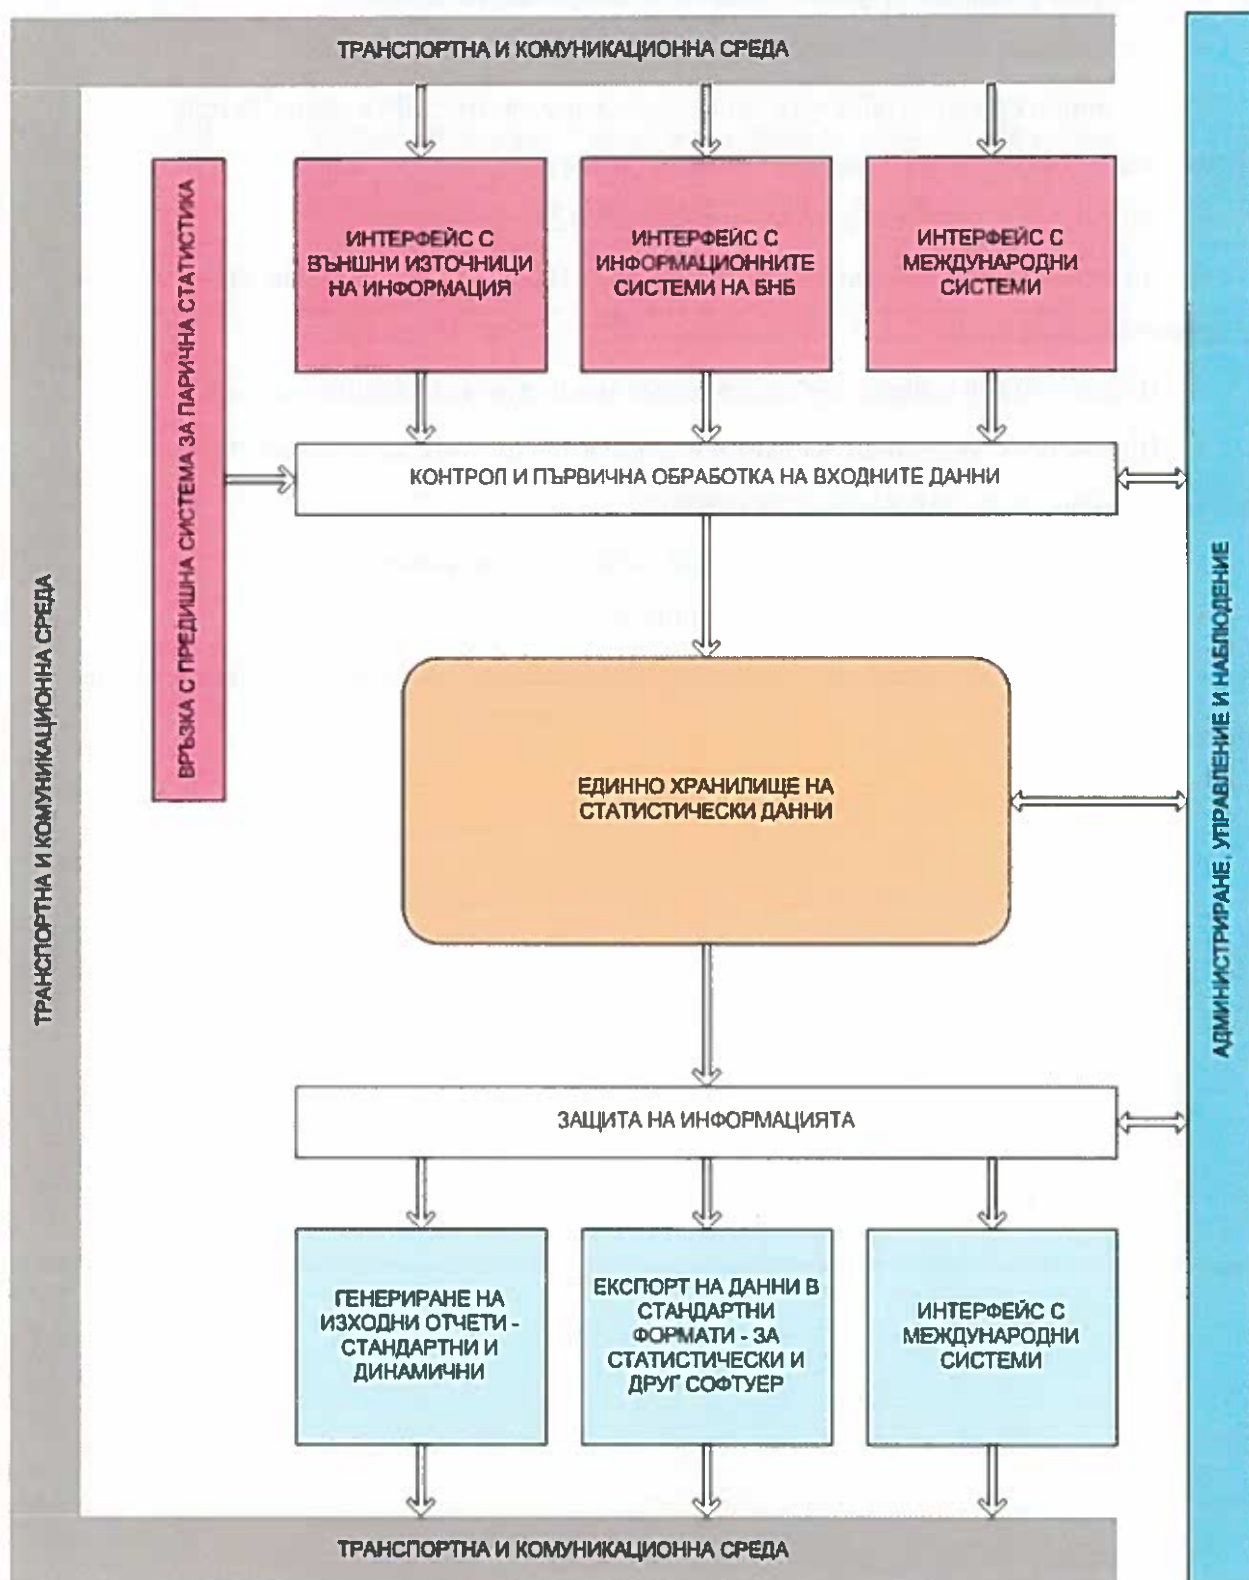 ТРАНСПОРТНА И КОМУНИКАЦИОННА СРЕДА
ТРАНСПОРТНА И КОМУНИКАЦИОННА СРЕДА
ВРЪЗКА С ПРЕДИШНА СИСТЕМА ЗА ПАРИЧНА СТАТИСТИКА
ИНТЕРФЕЙС С
ВЪНШНИ ИЗТОЧНИЦИ
НА ИНФОРМАЦИЯ
ИНТЕРФЕЙС С
ИНФОРМАЦИОННИТЕ
СИСТЕМИ НА БНБ
ИНТЕРФЕЙС С
МЕЖДУНАРОДНИ
СИСТЕМИ
КОНТРОЛ И ПЪРВИЧНА ОБРАБОТКА НА ВХОДНИТЕ ДАННИ
ЕДИННО ХРАНИЛИЩЕ НА
СТАТИСТИЧЕСКИ ДАННИ
АДМИНИСТРИРАНЕ, УПРАВЛЕНИЕ И НАБЛЮДЕНИЕ
ЗАЩИТА НА ИНФОРМАЦИЯТА
ГЕНЕРИРАНЕ НА
ИЗХОДНИ ОТЧЕТИ -
СТАНДАРТНИ И
ДИНАМИЧНИ
ЕКСПОРТ НА ДАННИ В
СТАНДАРТНИ
ФОРМАТИ - ЗА
СТАТИСТИЧЕСКИ И
ДРУГ СОФТУЕР
ИНТЕРФЕЙС С
МЕЖДУНАРОДНИ
СИСТЕМИ
ТРАНСПОРТНА И КОМУНИКАЦИОННА СРЕДА